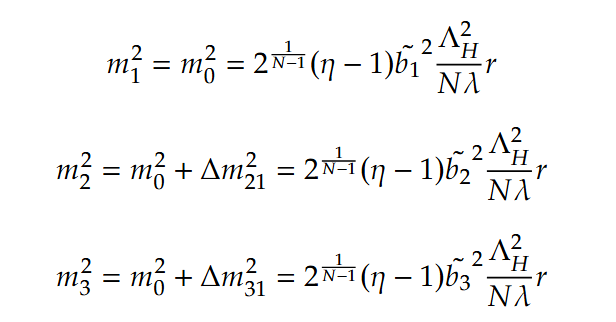 m_1^2 = m_0^2 = 2^{\frac{1}{N-1}}(\eta - 1)\tilde{b_1}^2 \frac{\Lambda_H^2}{N\lambda} r
m_2^2 = m_0^2 + \Delta m_{21}^2 = 2^{\frac{1}{N-1}}(\eta - 1)\tilde{b_2}^2 \frac{\Lambda_H^2}{N\lambda} r
m_3^2 = m_0^2 + \Delta m_{31}^2 = 2^{\frac{1}{N-1}}(\eta - 1)\tilde{b_3}^2 \frac{\Lambda_H^2}{N\lambda} r